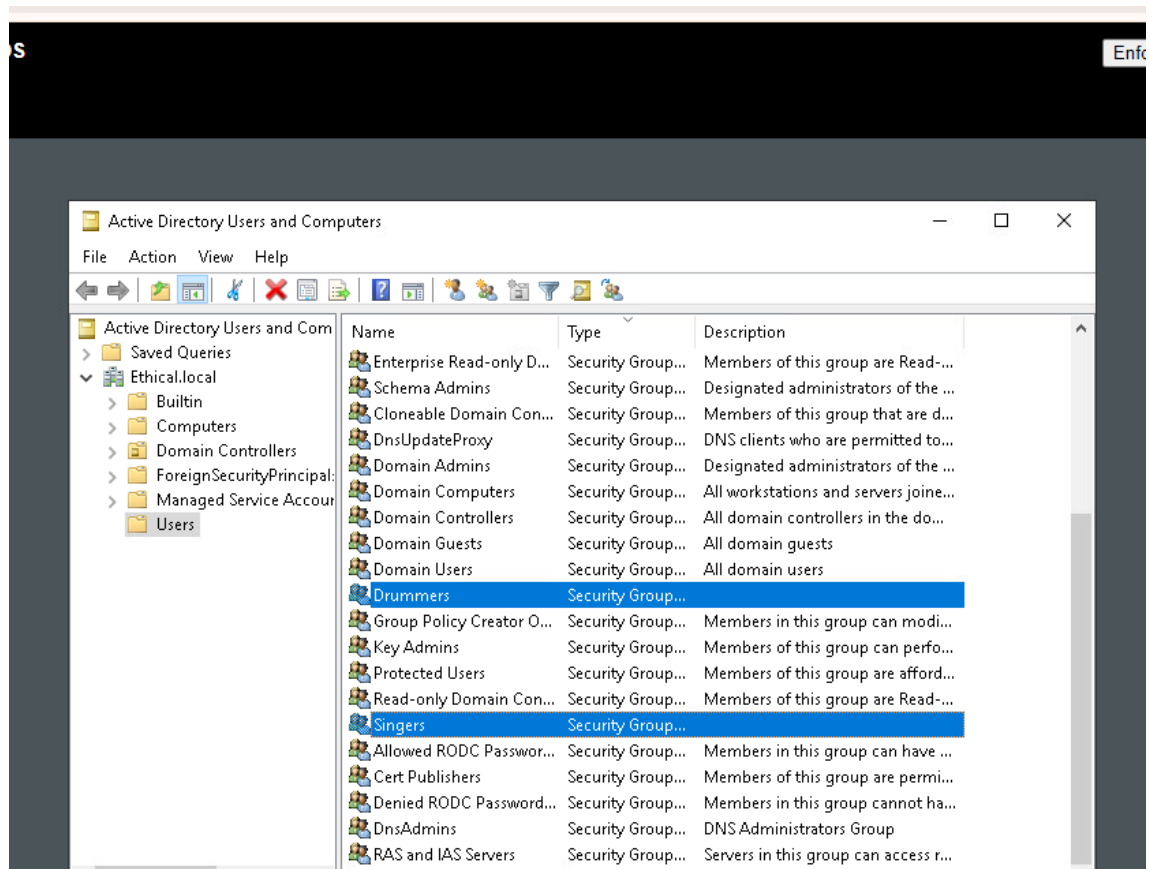 os
Enfo
Active Directory Users and Computers
File Action View Help
Active Directory Users and Com
Saved Queries
Ethical.local
Builtin
Computers
Domain Controllers
ForeignSecurityPrincipal:
Managed Service Accour
Users
Name Type Description
Enterprise Read-only D... Security Group... Members of this group are Read-...
Schema Admins Security Group... Designated administrators of the ...
Cloneable Domain Con... Security Group... Members of this group that are d...
DnsUpdateProxy Security Group... DNS clients who are permitted to...
Domain Admins Security Group... Designated administrators of the ...
Domain Computers Security Group... All workstations and servers joine...
Domain Controllers Security Group... All domain controllers in the do...
Domain Guests Security Group... All domain guests
Domain Users Security Group... All domain users
Drummers Security Group...
Group Policy Creator O... Security Group... Members in this group can modi...
Key Admins Security Group... Members of this group can perfo...
Protected Users Security Group... Members of this group are afford...
Read-only Domain Con... Security Group... Members of this group are Read-...
Singers Security Group...
Allowed RODC Passwor... Security Group... Members in this group can have ...
Cert Publishers Security Group... Members of this group are permi...
Denied RODC Password... Security Group... Members in this group cannot ha...
DnsAdmins Security Group... DNS Administrators Group
RAS and IAS Servers Security Group... Servers in this group can access r...